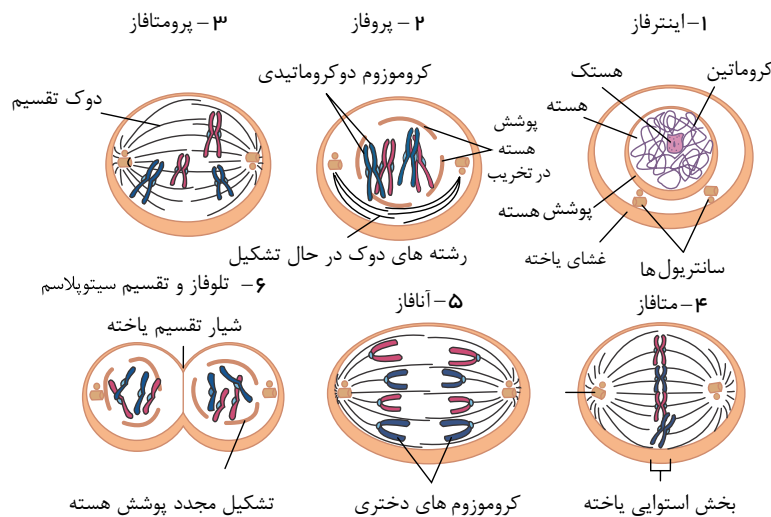 ۱-اینترفاز
کروماتین
هستک
هسته
پوشش هسته
غشای یاخته
سانتریول‌ها
۲- پروفاز
کروموزوم دوکروماتیدی
پوشش
هسته
در تخریب
رشته های دوک در حال تشکیل
۳- پرومتافاز
دوک تقسیم
۴-متافاز
بخش استوایی یاخته
۵-آنافاز
کروموزوم های دختری
۶- تلوفاز و تقسیم سیتوپلاسم
شیار تقسیم یاخته
تشکیل مجدد پوشش هسته